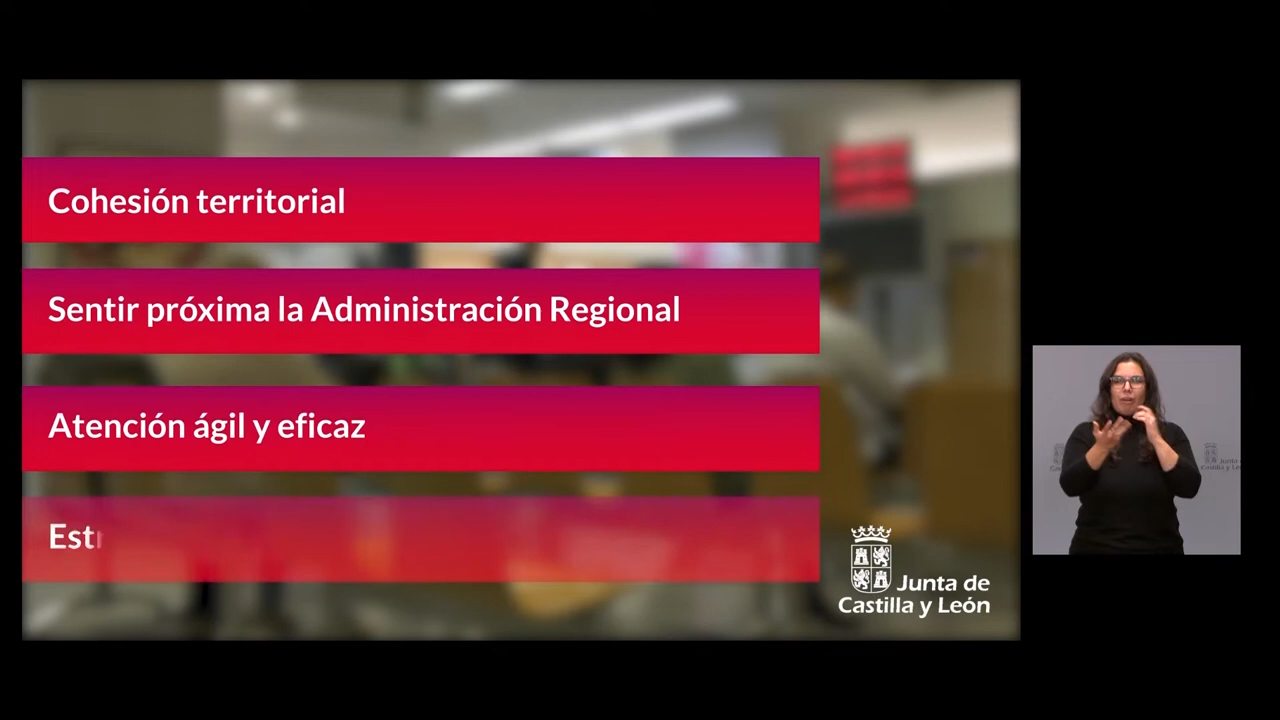 Cohesión territorial
Sentir próxima la Administración Regional
Atención ágil y eficaz
Est
Junta de
Castilla y León